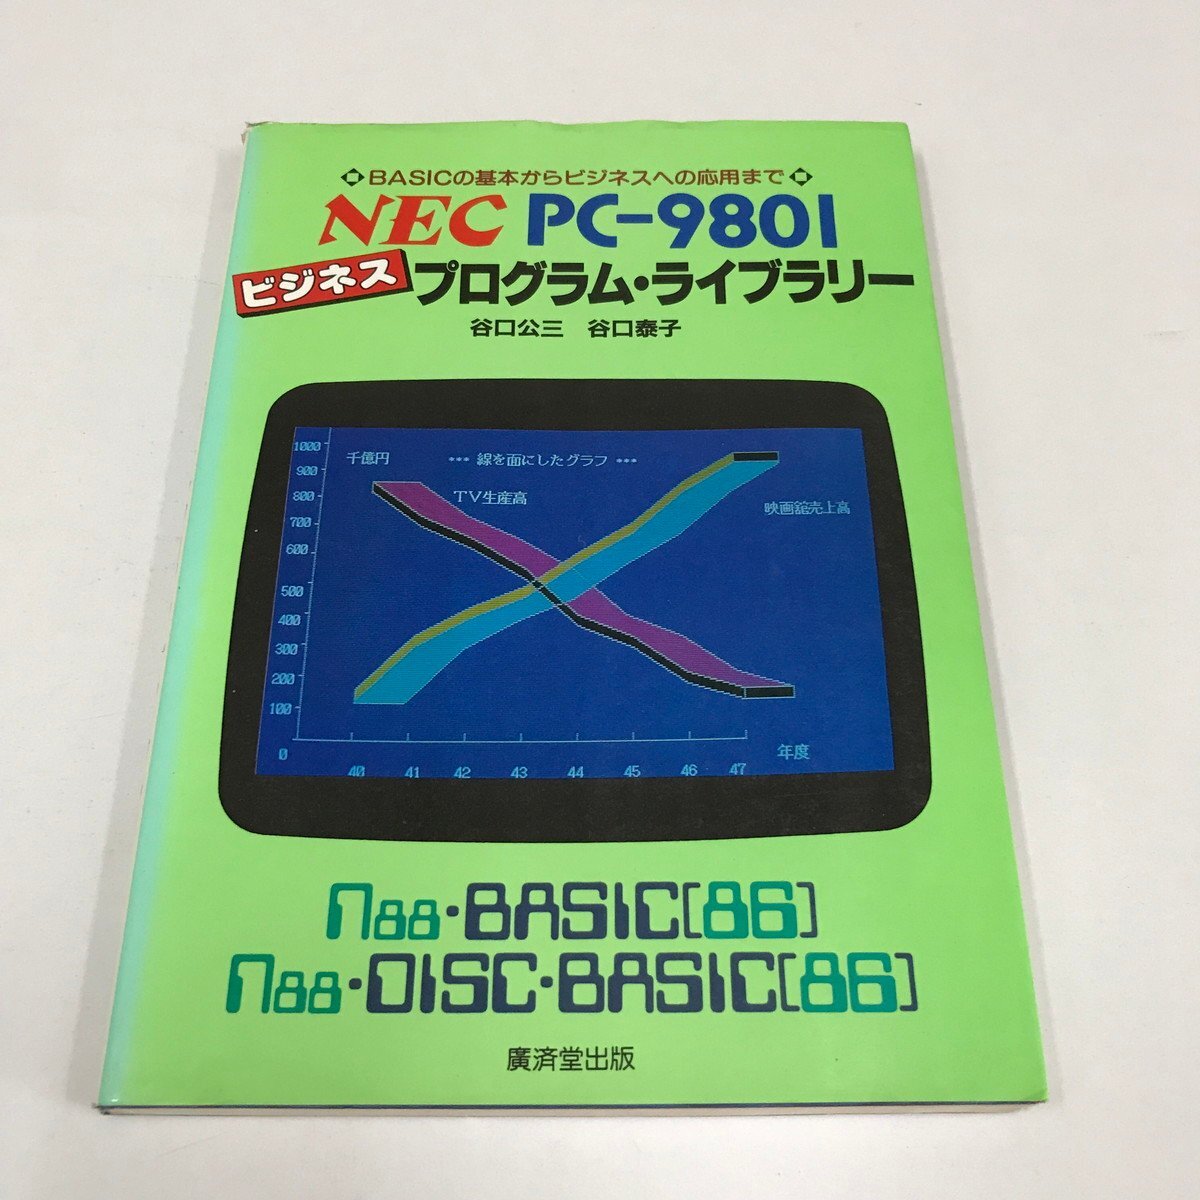 BASICの基本からビジネスへの応用まで
NEC PC-9801
ビジネス プログラム・ライブラリー
谷口公三 谷口泰子
千億円 *** 線を面にしたグラフ ***
TV生産高
映画館売上高
1000
900
800
700
600
500
400
300
200
100
0
年度
40 41 42 43 44 45 46 47
n88・BASIC[86]
n88・DISC・BASIC[86]
廣済堂出版